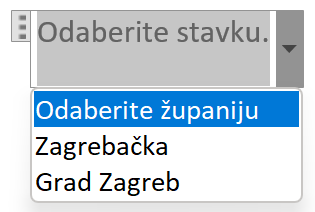 Odaberite stavku.
Odaberite županiju
Zagrebačka
Grad Zagreb